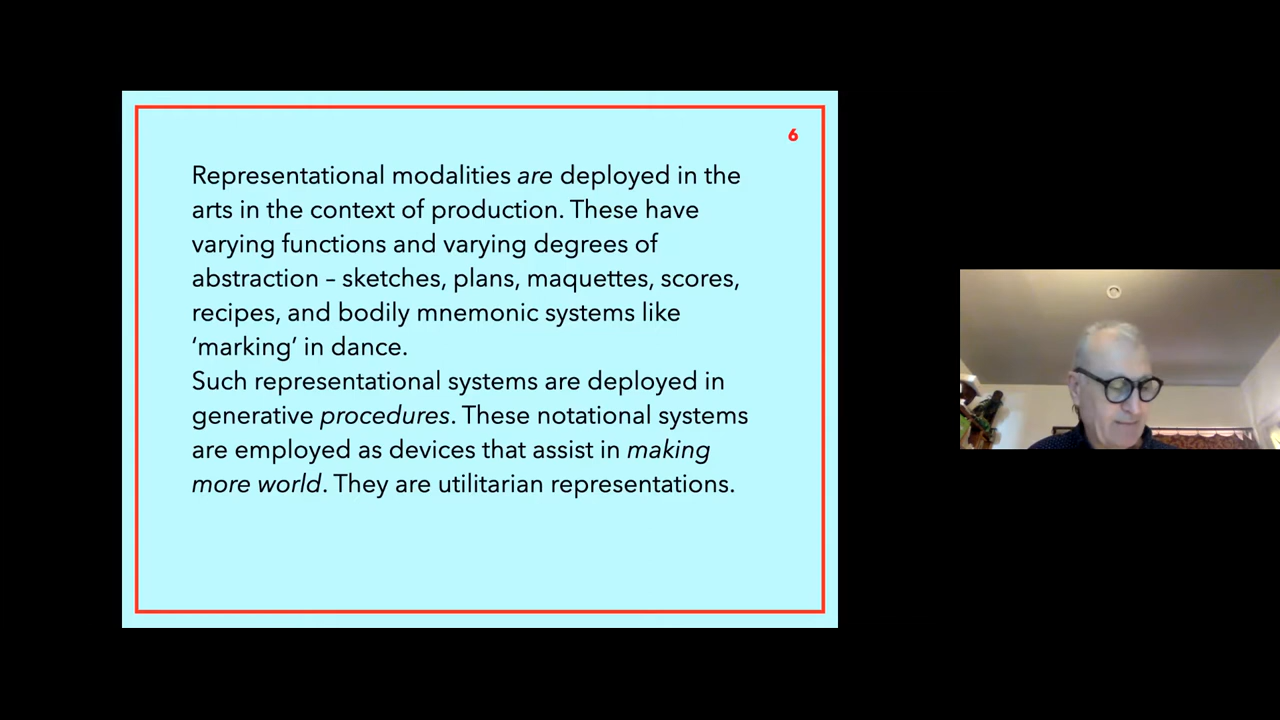 6
Representational modalities are deployed in the
arts in the context of production. These have
varying functions and varying degrees of
abstraction – sketches, plans, maquettes, scores,
recipes, and bodily mnemonic systems like
‘marking’ in dance.
Such representational systems are deployed in
generative procedures. These notational systems
are employed as devices that assist in making
more world. They are utilitarian representations.